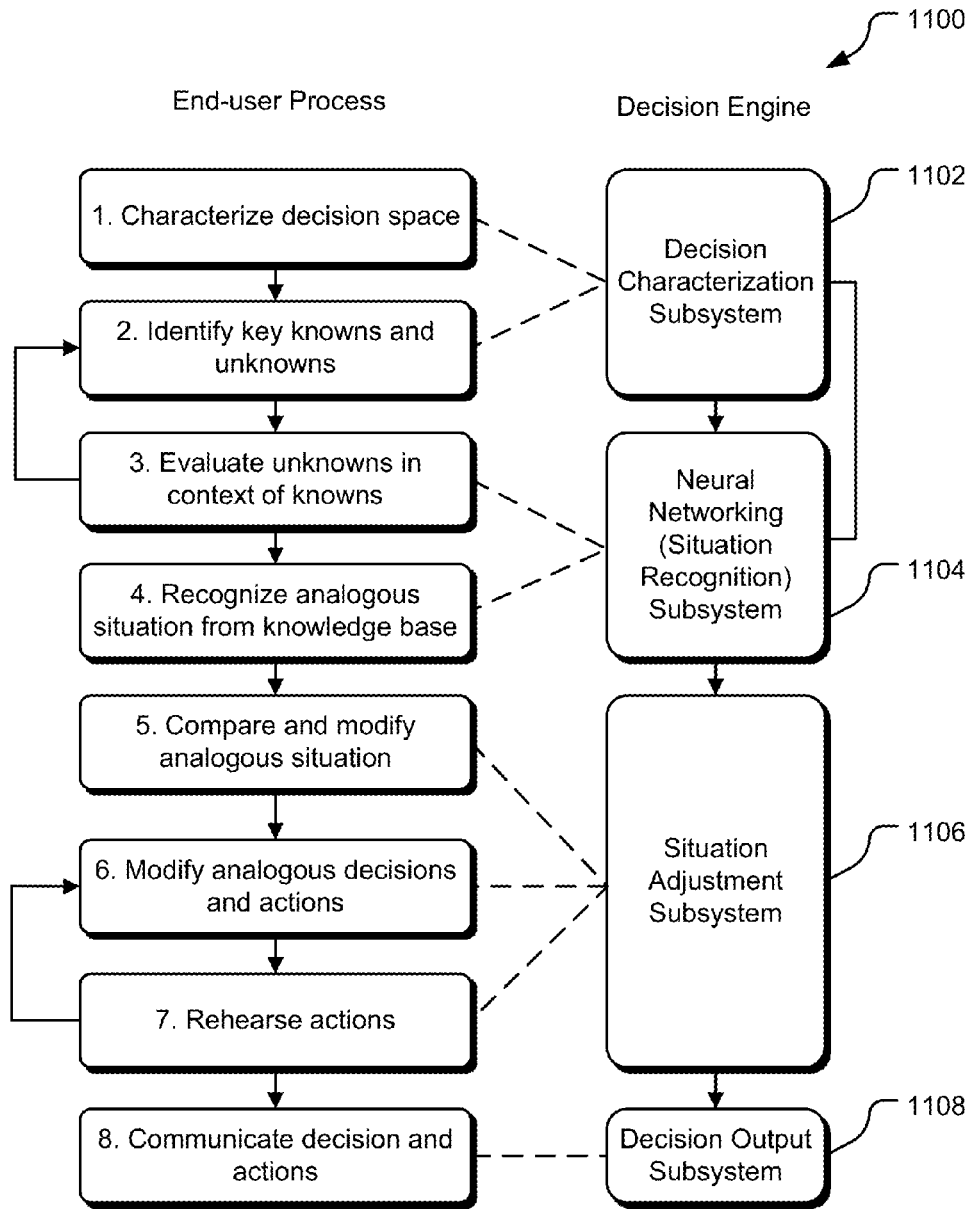 1100
End-user Process
Decision Engine
1102
1. Characterize decision space
Decision
Characterization
Subsystem
2. Identify key knowns and
unknowns
3. Evaluate unknowns in
context of knowns
Neural
Networking
(Situation
Recognition)
Subsystem
1104
4. Recognize analogous
situation from knowledge base
5. Compare and modify
analogous situation
6. Modify analogous decisions
and actions
Situation
Adjustment
Subsystem
1106
7. Rehearse actions
8. Communicate decision and
actions
Decision Output
Subsystem
1108